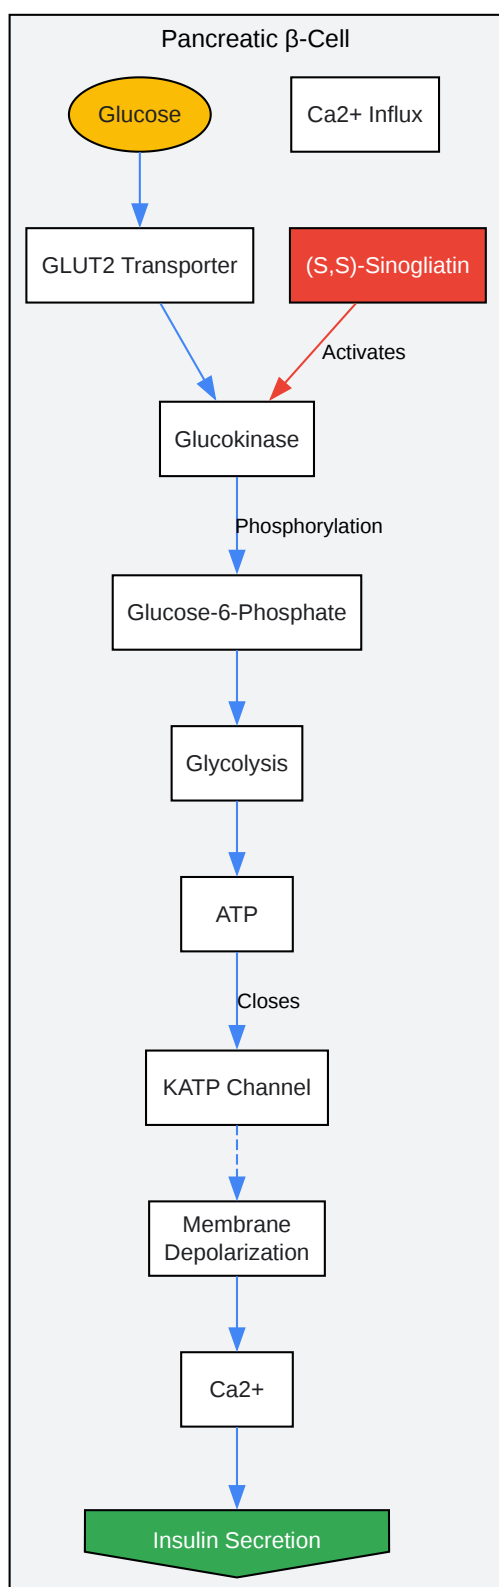 Pancreatic β-Cell
Glucose
Ca2+ Influx
GLUT2 Transporter
(S,S)-Sinogliatin
Activates
Glucokinase
Phosphorylation
Glucose-6-Phosphate
Glycolysis
ATP
Closes
KATP Channel
Membrane
Depolarization
Ca2+
Insulin Secretion